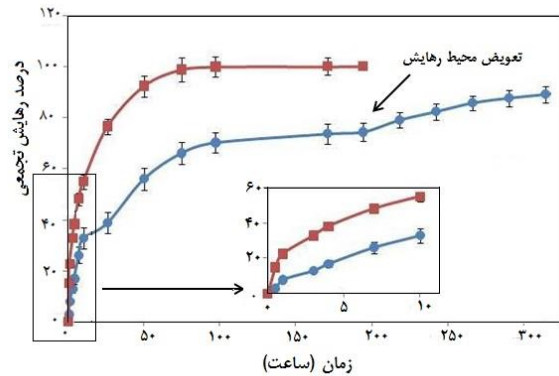 درصد رهایش تجمعی
۱۲۰
۱۰۰
۸۰
۶۰
۴۰
۲۰
۰
تعویض محیط رهایش
۶۰
۴۰
۲۰
۰
۰ ۵ ۱۰
۰ ۵۰ ۱۰۰ ۱۵۰ ۲۰۰ ۲۵۰ ۳۰۰
زمان (ساعت)